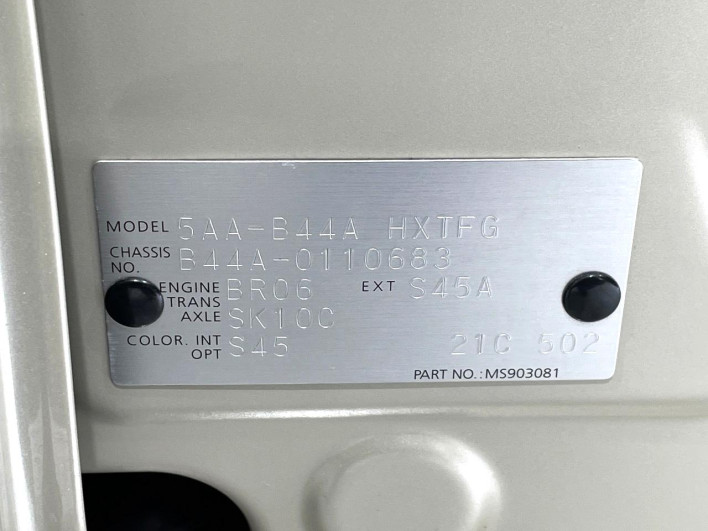 MODEL 5AA-B44A HXTFG
CHASSIS NO. B44A-0110683
ENGINE BR06 EXT S45A
TRANS AXLE SK10C
COLOR. INT OPT S45 21C 502
PART NO.:MS903081